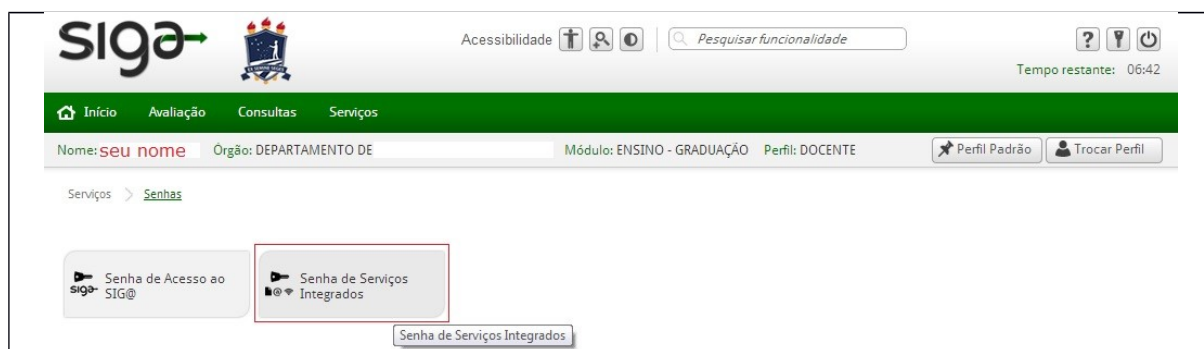 SIG@
Acessibilidade
Pesquisar funcionalidade
?
Tempo restante: 06:42
Início Avaliação Consultas Serviços
Nome: seu nome Órgão: DEPARTAMENTO DE Módulo: ENSINO - GRADUAÇÃO Perfil: DOCENTE Perfil Padrão Trocar Perfil
Serviços > Senhas
Senha de Acesso ao
SIG@
Senha de Serviços
Integrados
Senha de Serviços Integrados